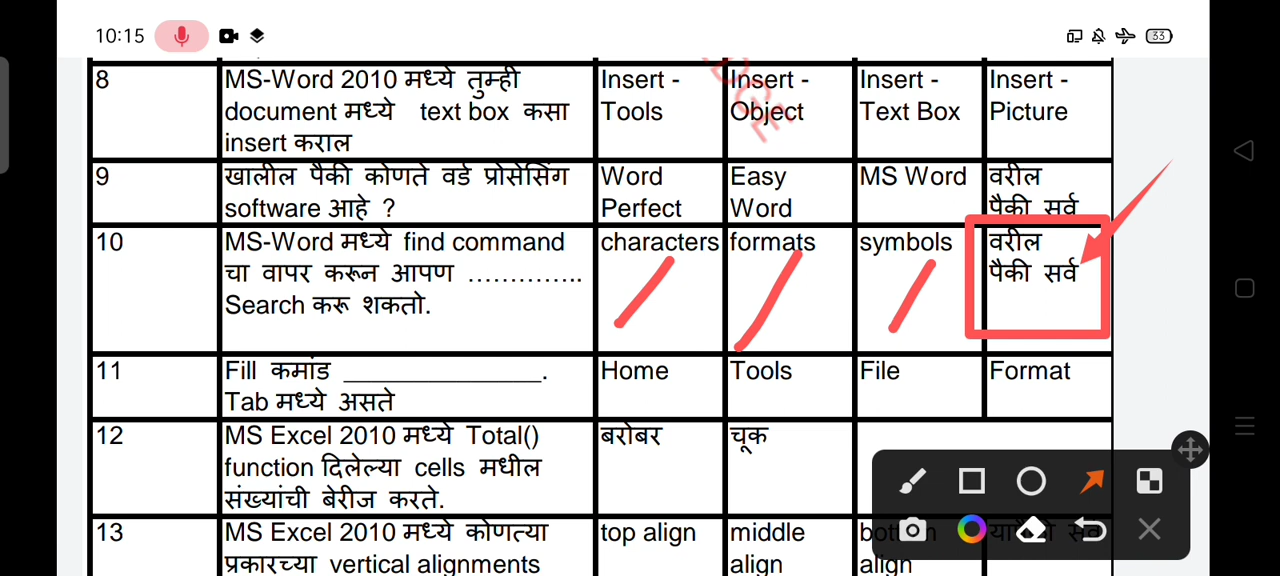 10:15
33
8 MS-Word 2010 मध्ये तुम्ही document मध्ये text box कसा insert कराल Insert - Tools Insert - Object Insert - Text Box Insert - Picture
9 खालील पैकी कोणते वर्ड प्रोसेसिंग software आहे ? Word Perfect Easy Word MS Word वरील पैकी सर्व
10 MS-Word मध्ये find command चा वापर करून आपण ………….. Search करू शकतो. characters formats symbols वरील पैकी सर्व
11 Fill कमांड ______________. Tab मध्ये असते Home Tools File Format
12 MS Excel 2010 मध्ये Total() function दिलेल्या cells मधील संख्यांची बेरीज करते. बरोबर चूक
13 MS Excel 2010 मध्ये कोणत्या प्रकारच्या vertical alignments top align middle align bottom align